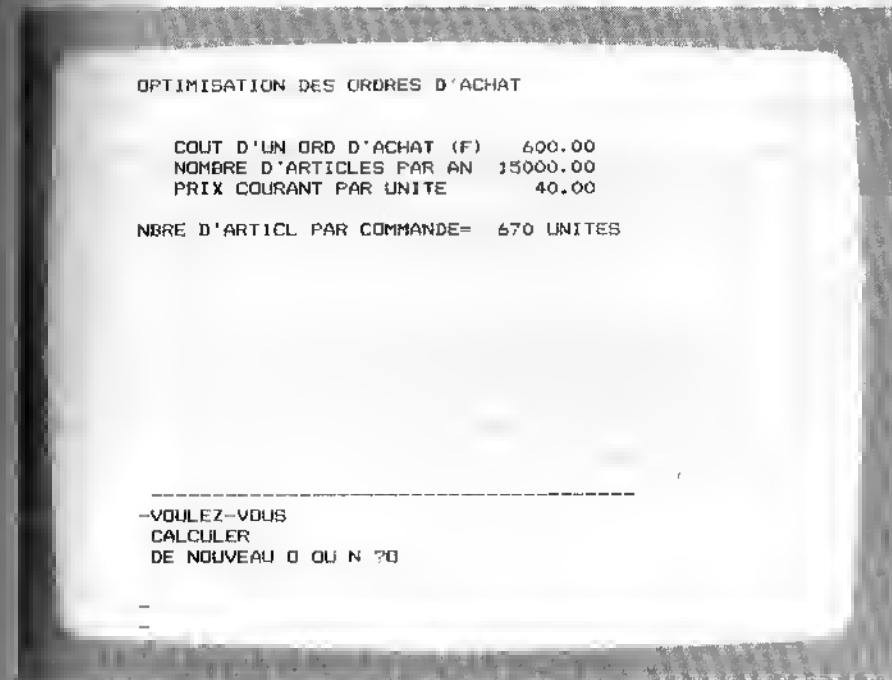 OPTIMISATION DES ORDRES D'ACHAT
COUT D'UN ORD D'ACHAT (F) 600.00
NOMBRE D'ARTICLES PAR AN 15000.00
PRIX COURANT PAR UNITE 40.00
NBRE D'ARTICL PAR COMMANDE= 670 UNITES
-VOULEZ-VOUS
CALCULER
DE NOUVEAU O OU N ?O